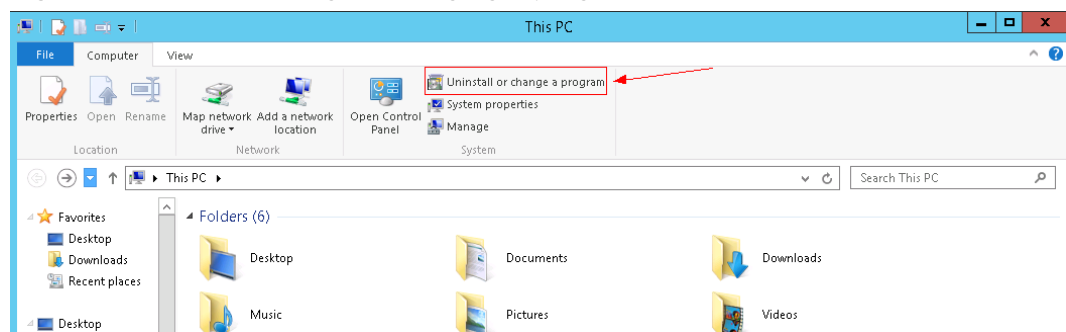 This PC
File Computer View
Properties Open Rename
Map network drive
Add a network location
Open Control Panel
Uninstall or change a program
System properties
Manage
Location Network System
This PC
Search This PC
Favorites
Desktop
Downloads
Recent places
Desktop
Folders (6)
Desktop Documents Downloads
Music Pictures Videos